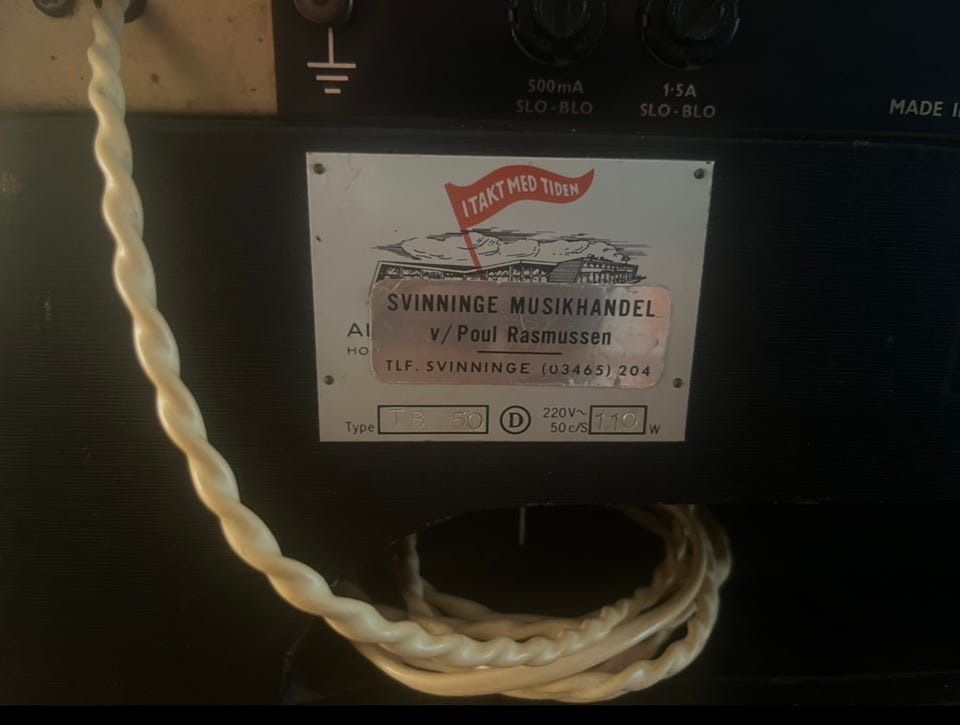 500mA
SLO-BLO
1·5A
SLO-BLO
MADE
I TAKT MED TIDEN
SVINNINGE MUSIKHANDEL
v/Poul Rasmussen
TLF. SVINNINGE (03465) 204
Type TB 50 D 220V~ 50 c/S 110 W